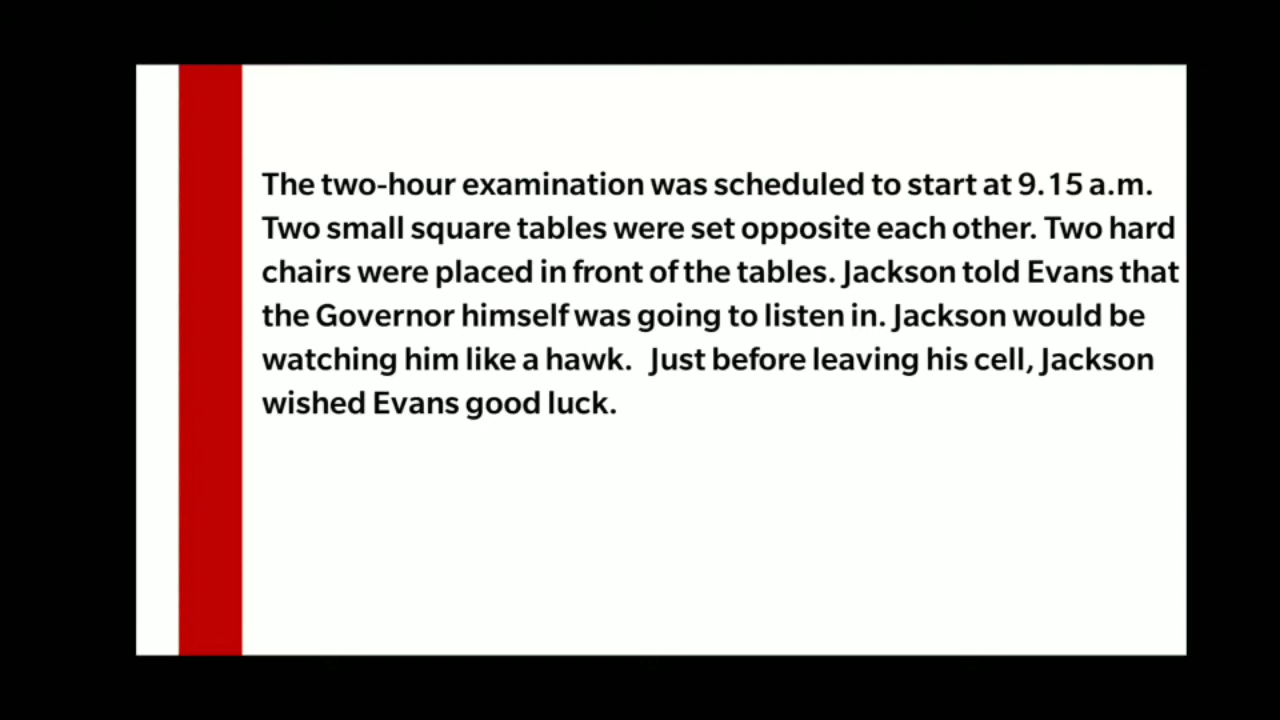 The two-hour examination was scheduled to start at 9.15 a.m.
Two small square tables were set opposite each other. Two hard
chairs were placed in front of the tables. Jackson told Evans that
the Governor himself was going to listen in. Jackson would be
watching him like a hawk.   Just before leaving his cell, Jackson
wished Evans good luck.